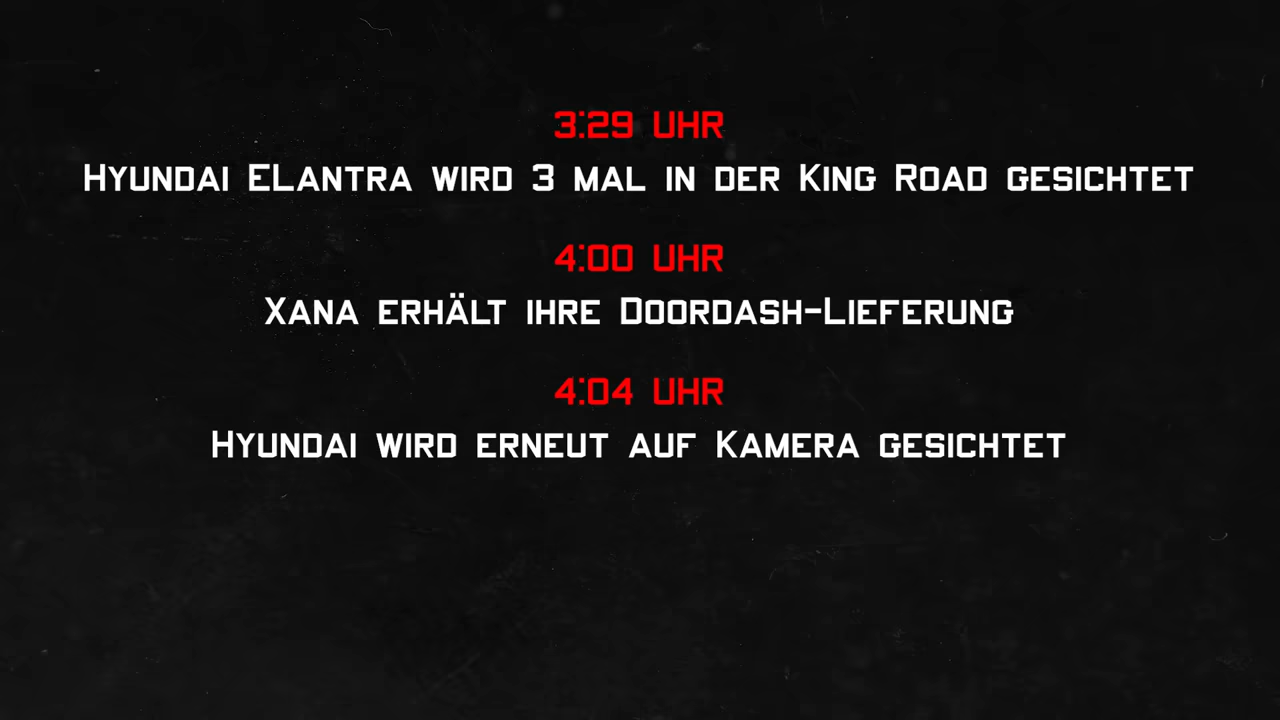 3:29 Uhr
Hyundai ELantra wird 3 mal in der King Road gesichtet
4:00 Uhr
Xana erhält ihre Doordash-Lieferung
4:04 Uhr
Hyundai wird erneut auf Kamera gesichtet